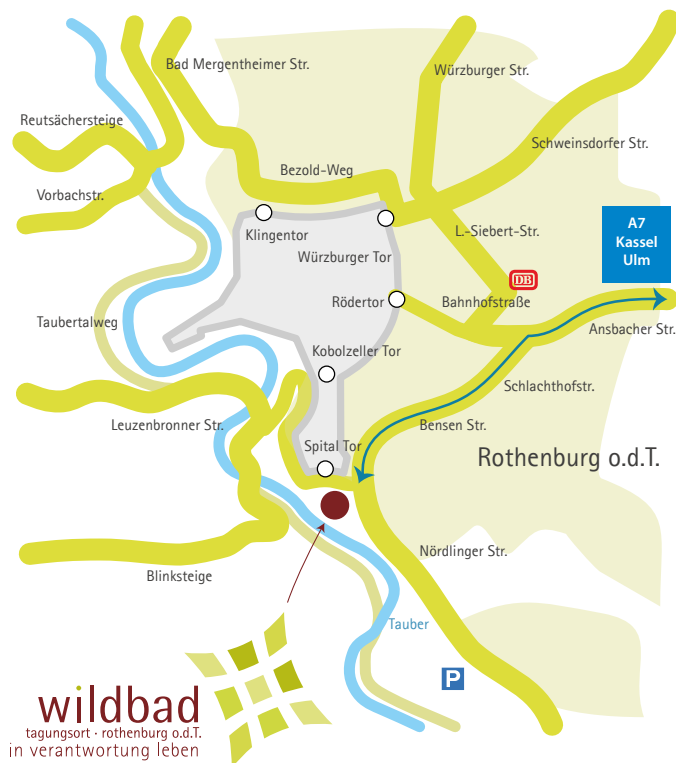 Bad Mergentheimer Str.
Würzburger Str.
Reutsächersteige
Schweinsdorfer Str.
Bezold-Weg
Vorbachstr.
A7
Kassel
Ulm
Klingentor
L.-Siebert-Str.
Würzburger Tor
DB
Rödertor
Bahnhofstraße
Taubertalweg
Ansbacher Str.
Kobolzeller Tor
Schlachthofstr.
Leuzenbronner Str.
Bensen Str.
Spital Tor
Rothenburg o.d.T.
Nördlinger Str.
Blinksteige
Tauber
P
wildbad
tagungsort · rothenburg o.d.T.
in verantwortung leben